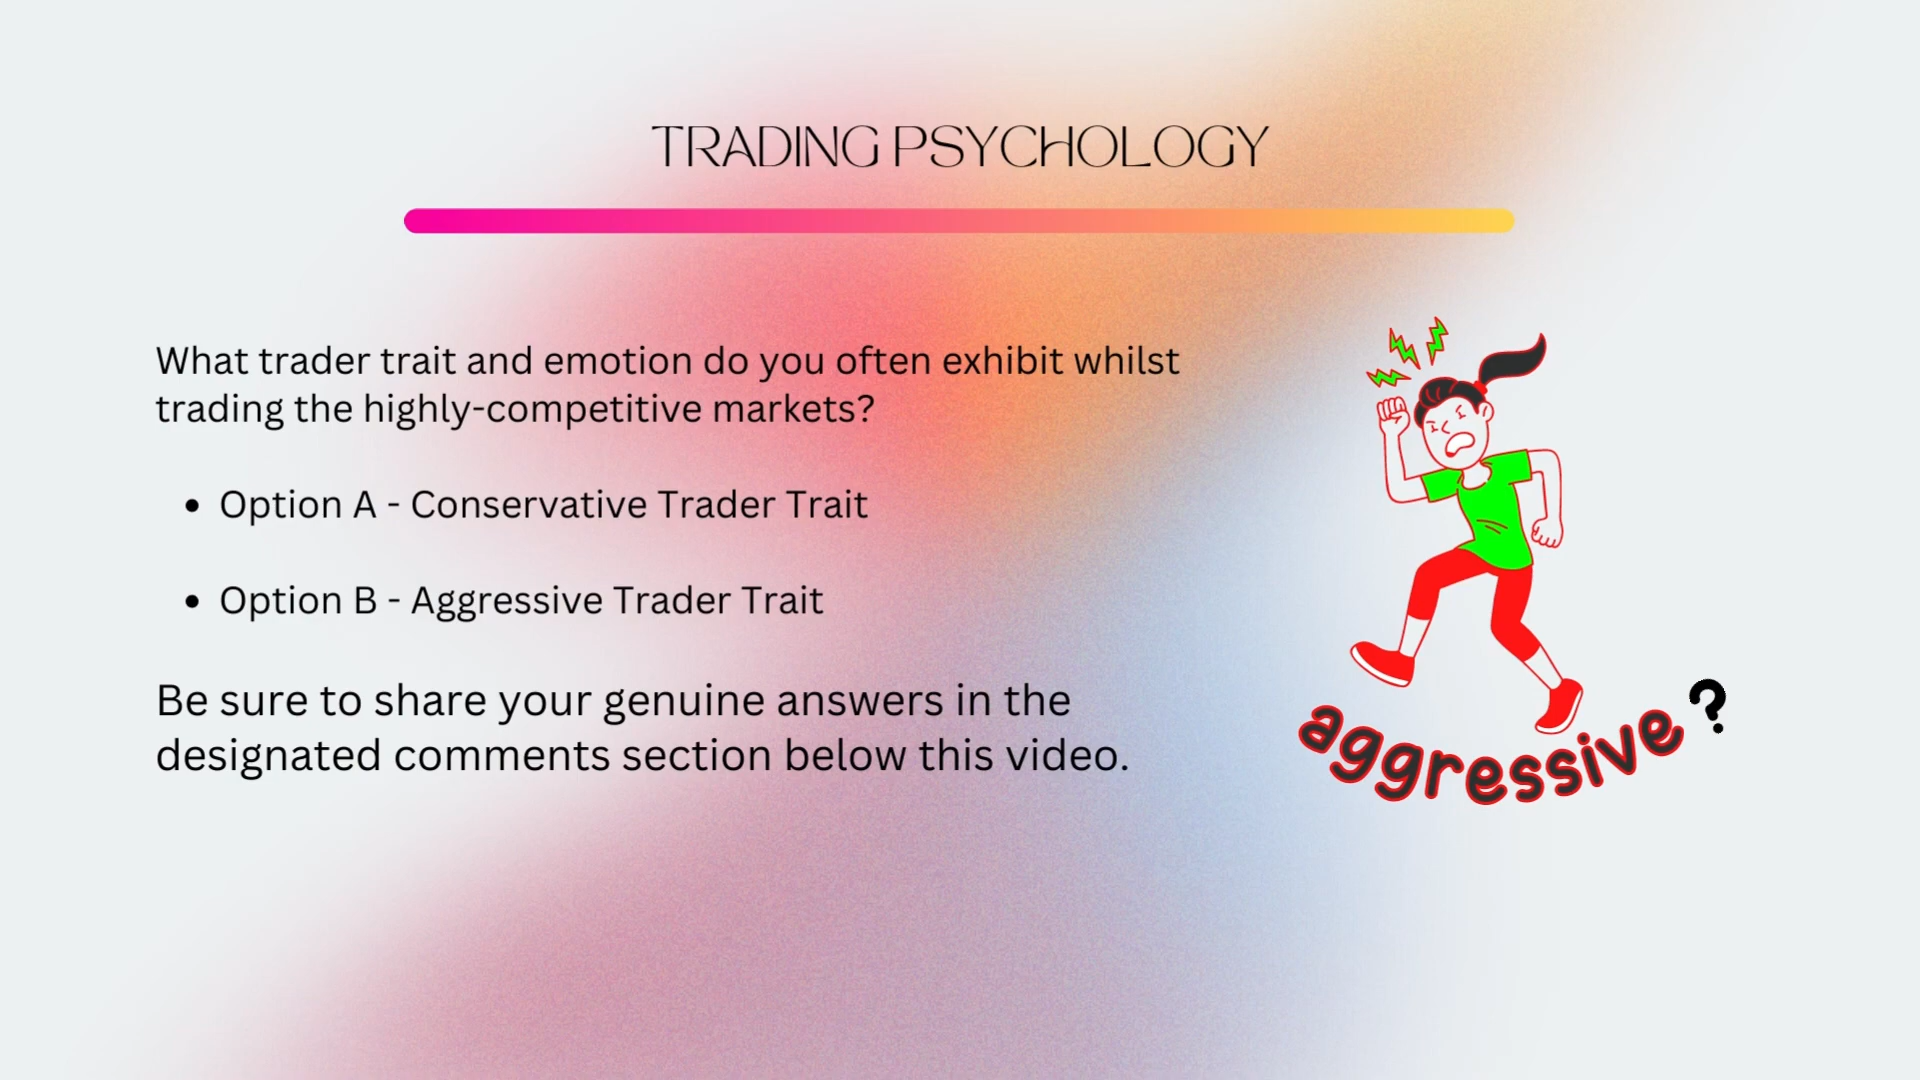 TRADING PSYCHOLOGY
What trader trait and emotion do you often exhibit whilst
trading the highly-competitive markets?
• Option A - Conservative Trader Trait
• Option B - Aggressive Trader Trait
Be sure to share your genuine answers in the
designated comments section below this video.
aggressive?